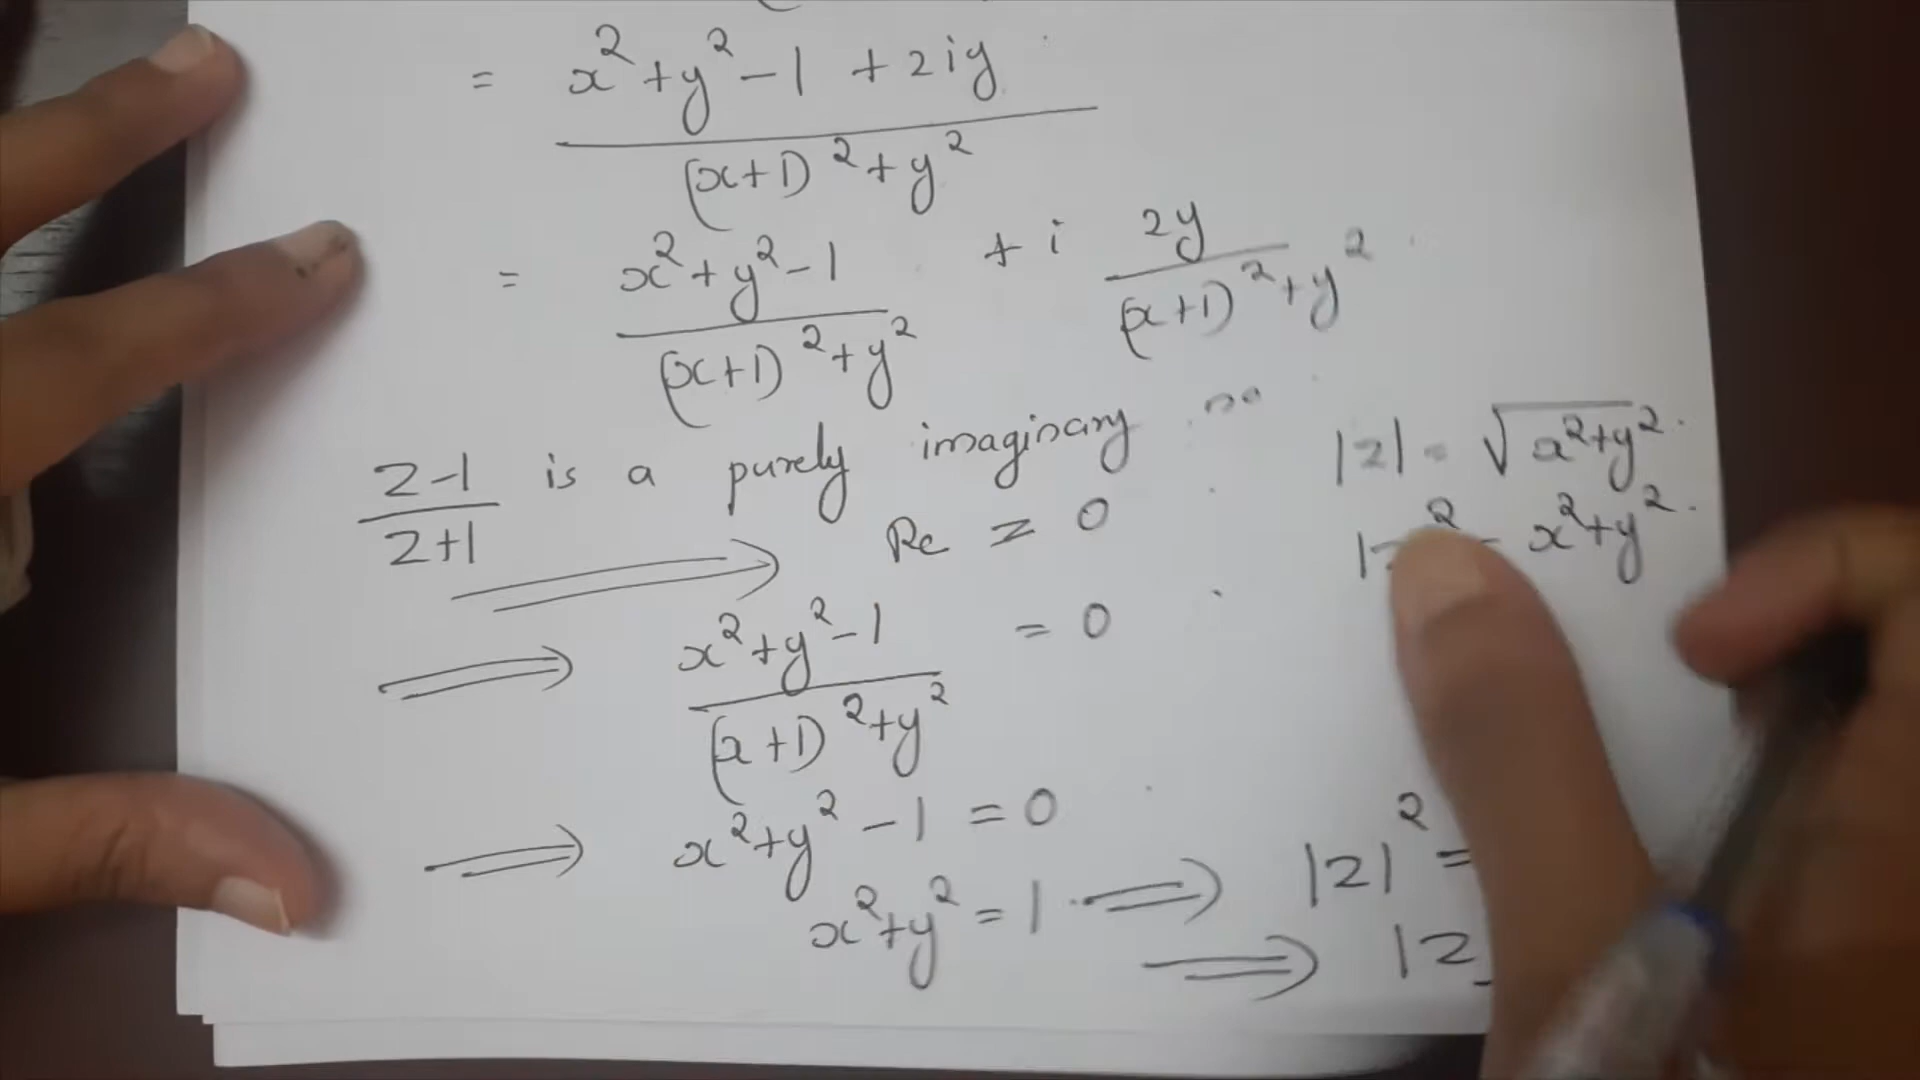 = x²+y²-1 +2iy
(x+1)²+y²
= x²+y²-1 + i 2y
(x+1)²+y² (x+1)²+y²
z-1 is a purely imaginary no
z+1
Re = 0
|z| = √x²+y²
² = x²+y²
x²+y²-1 = 0
(x+1)²+y²
x²+y²-1 = 0
x²+y² = 1 ⟹ |z|² =
⟹ |z